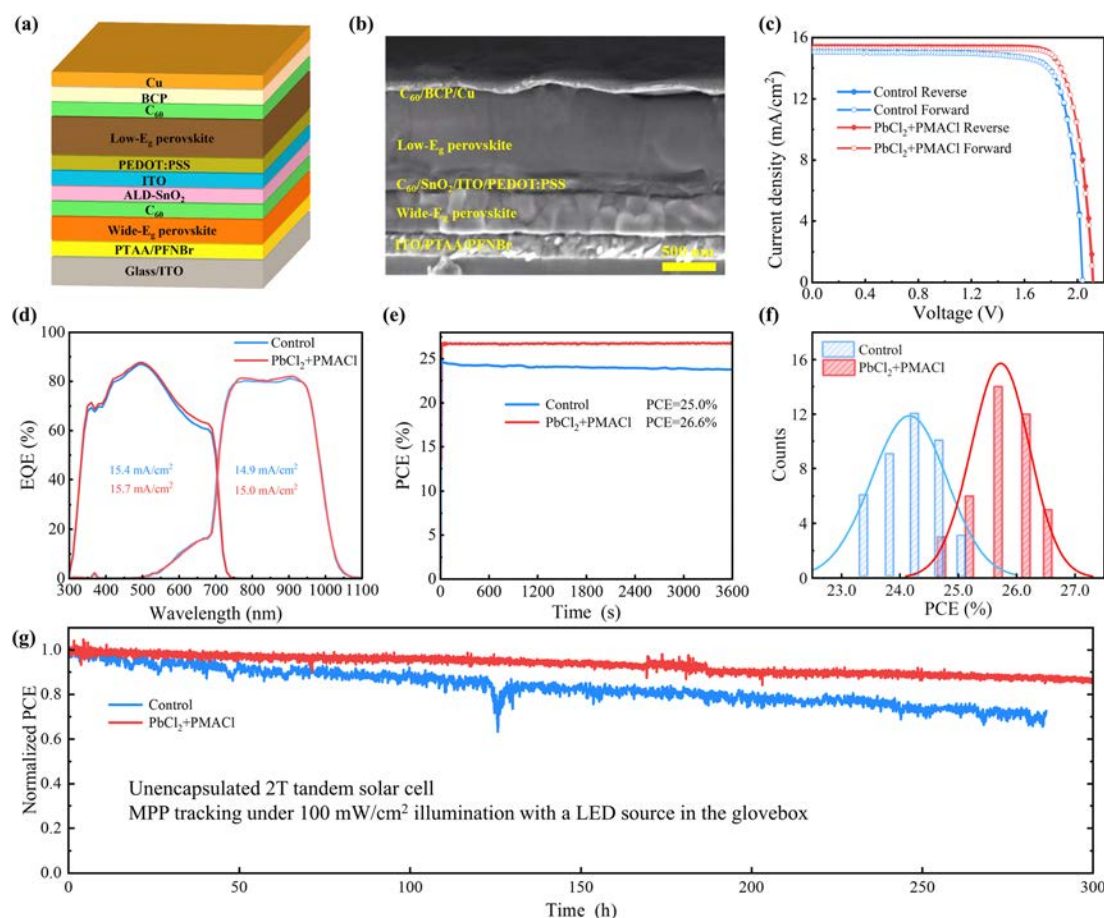 (a)
Cu
BCP
C60
Low-Eg perovskite
PEDOT:PSS
ITO
ALD-SnO2
C60
Wide-Eg perovskite
PTAA/PFNBr
Glass/ITO
(b)
C60/BCP/Cu
Low-Eg perovskite
C60/SnO2/ITO/PEDOT:PSS
Wide-Eg perovskite
ITO/PTAA/PFNBr
500 nm
(c)
Current density (mA/cm2)
16
12
8
4
0
Control Reverse
Control Forward
PbCl2+PMACl Reverse
PbCl2+PMACl Forward
0.0 0.4 0.8 1.2 1.6 2.0
Voltage (V)
(d)
EQE (%)
100
80
60
40
20
0
Control
PbCl2+PMACl
15.4 mA/cm2 14.9 mA/cm2
15.7 mA/cm2 15.0 mA/cm2
300 400 500 600 700 800 900 1000 1100
Wavelength (nm)
(e)
PCE (%)
25
20
15
10
5
0
Control PCE=25.0%
PbCl2+PMACl PCE=26.6%
0 600 1200 1800 2400 3000 3600
Time (s)
(f)
Counts
16
12
8
4
0
Control
PbCl2+PMACl
23.0 24.0 25.0 26.0 27.0
PCE (%)
(g)
Normalized PCE
1.0
0.8
0.6
0.4
0.2
0.0
Control
PbCl2+PMACl
Unencapsulated 2T tandem solar cell
MPP tracking under 100 mW/cm2 illumination with a LED source in the glovebox
0 50 100 150 200 250 300
Time (h)